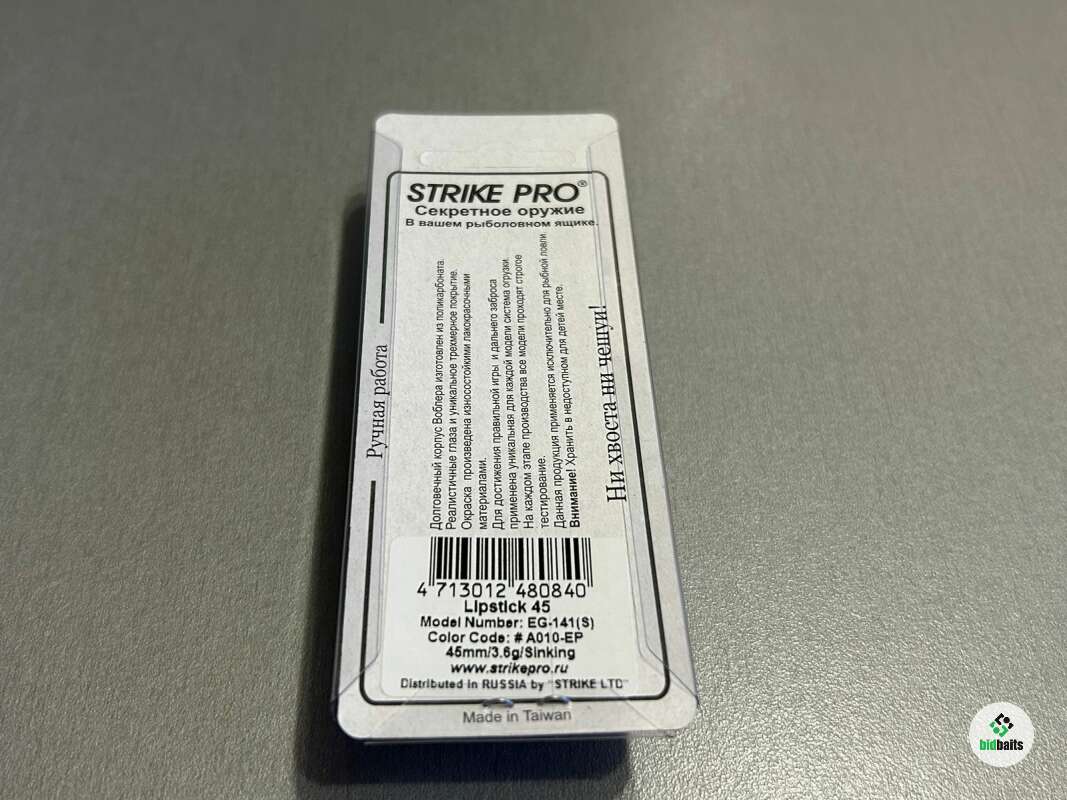 STRIKE PRO®
Секретное оружие
В вашем рыболовном ящике.
Ручная работа
Долговечный корпус Воблера изготовлен из поликарбоната.
Реалистичные глаза и уникальное трехмерное покрытие.
Окраска произведена износостойкими лакокрасочными
материалами.
Для достижения правильной игры и дальнего заброса
применена уникальная для каждой модели система огрузки.
На каждом этапе производства все модели проходят строгое
тестирование.
Данная продукция применяется исключительно для рыбной ловли
Внимание! Хранить в недоступном для детей месте.
Ни хвоста ни чешуи!
4 713012 480840
Lipstick 45
Model Number: EG-141(S)
Color Code: # A010-EP
45mm/3.6g/Sinking
www.strikepro.ru
Distributed in RUSSIA by "STRIKE LTD"
Made in Taiwan
bidbaits